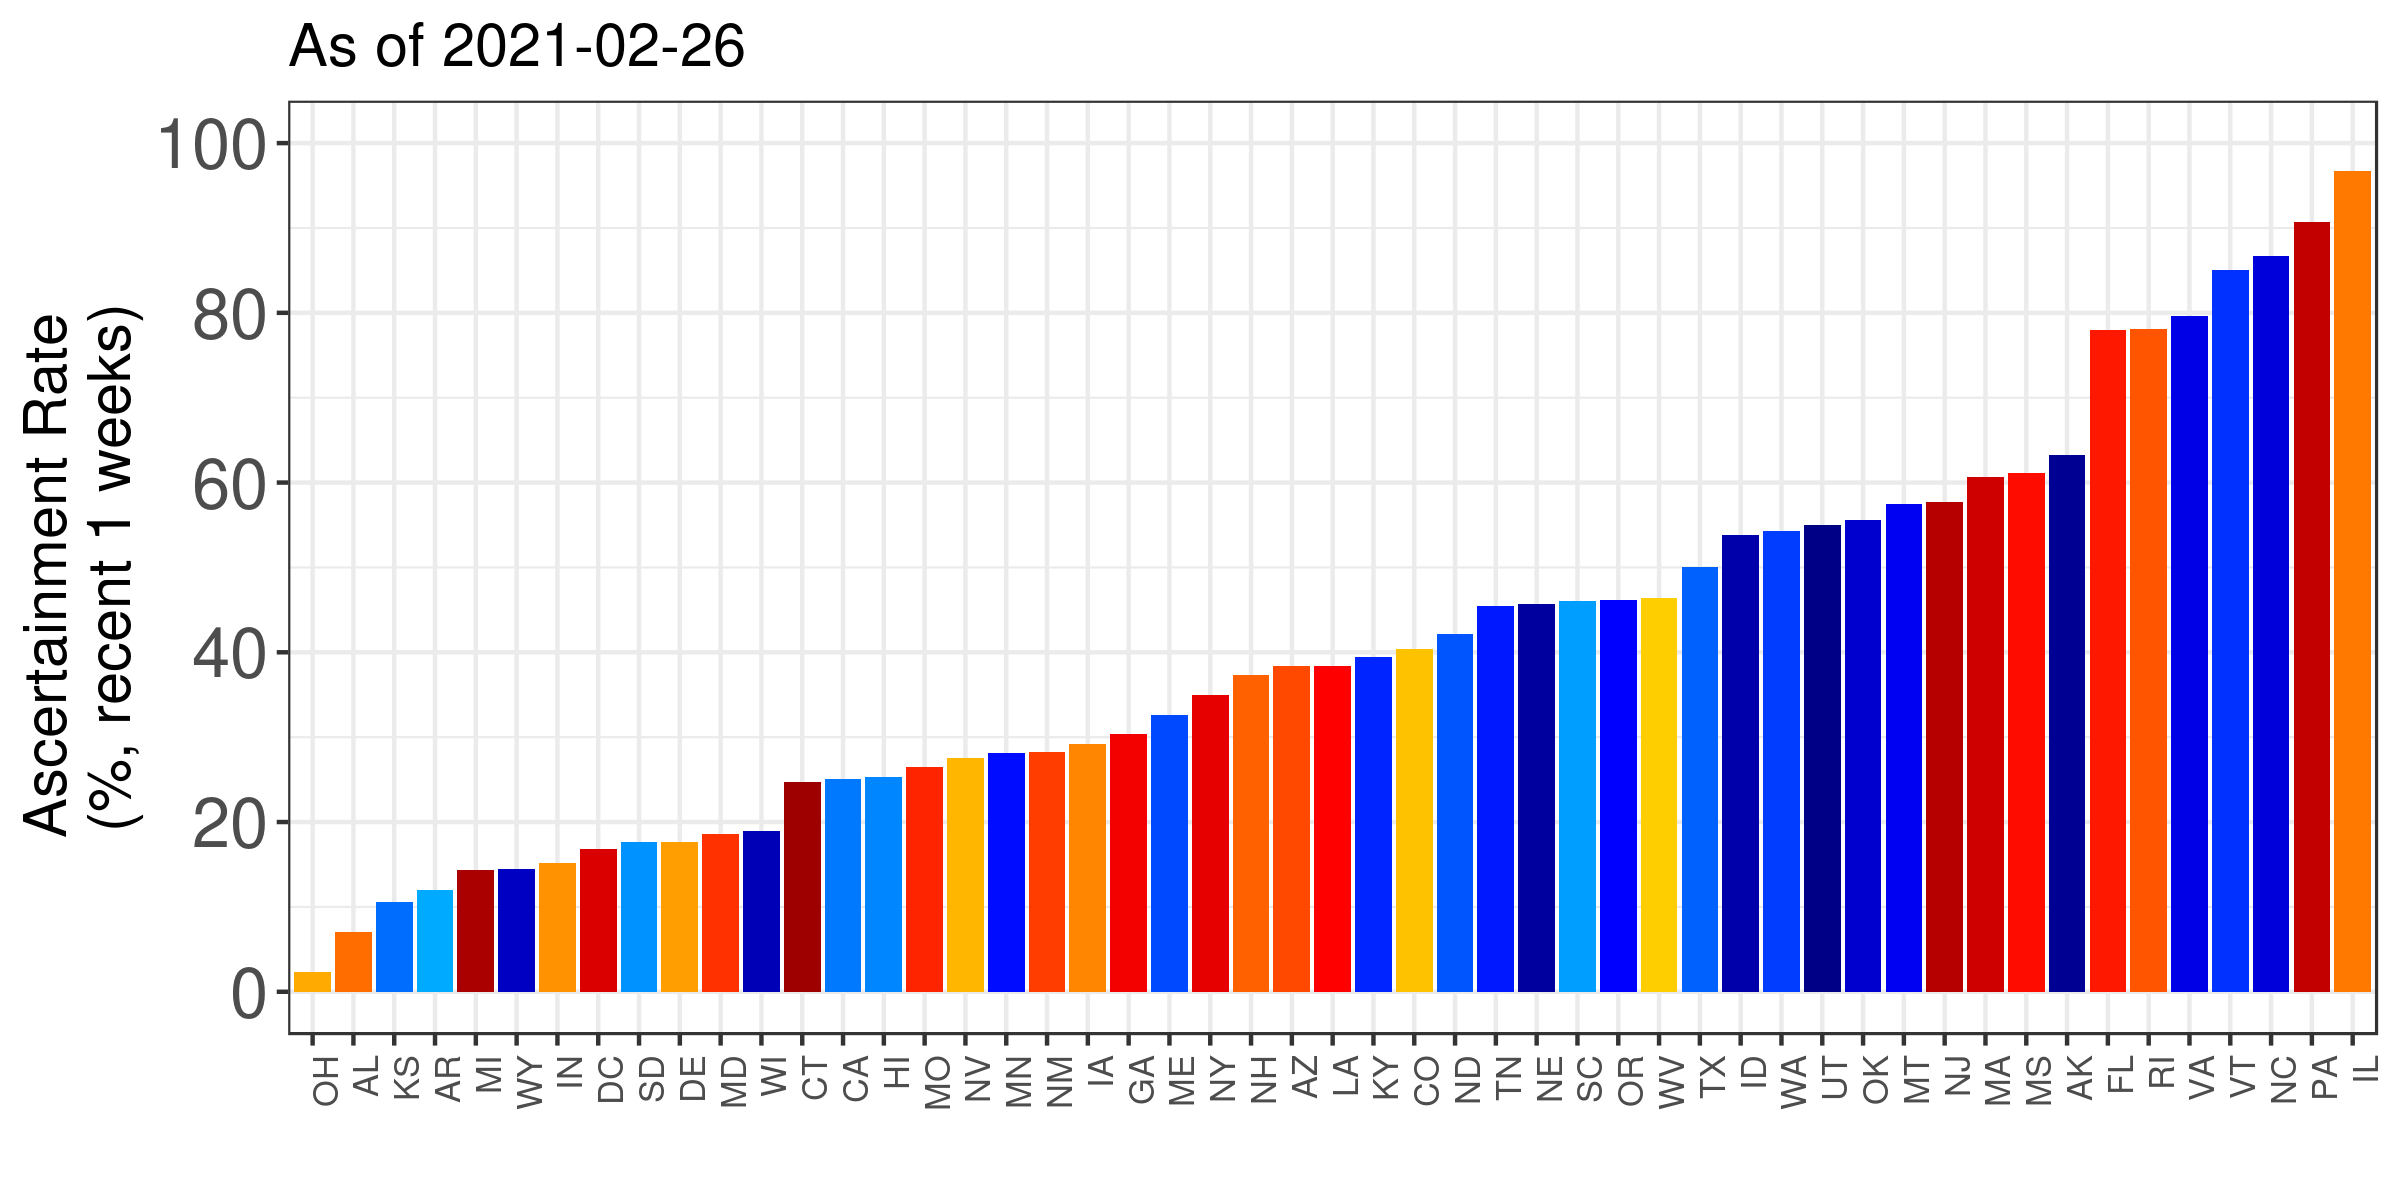 As of 2021-02-26
Ascertainment Rate
(%, recent 1 weeks)
100
80
60
40
20
0
OH AL KS AR MI WY IN DC SD DE MD WI CT CA HI MO NV MN NM IA GA ME NY NH AZ LA KY CO ND TN NE SC OR WV TX ID WA UT OK MT NJ MA MS AK FL RI VA VT NC PA IL